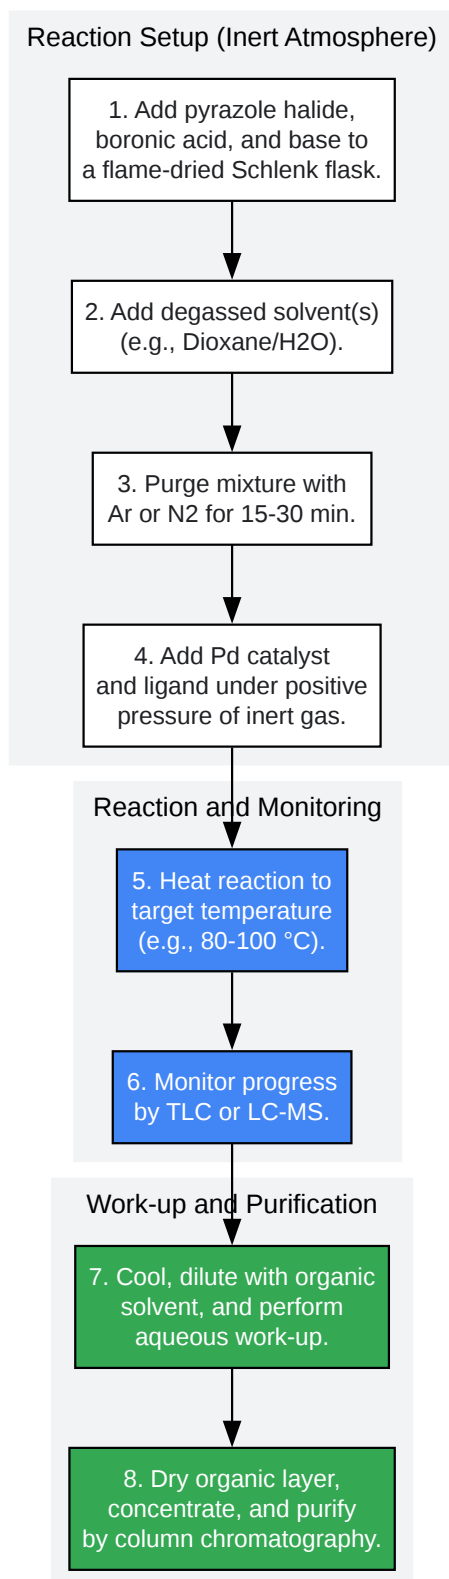 Reaction Setup (Inert Atmosphere)
1. Add pyrazole halide,
boronic acid, and base to
a flame-dried Schlenk flask.
2. Add degassed solvent(s)
(e.g., Dioxane/H2O).
3. Purge mixture with
Ar or N2 for 15-30 min.
4. Add Pd catalyst
and ligand under positive
pressure of inert gas.
Reaction and Monitoring
5. Heat reaction to
target temperature
(e.g., 80-100 °C).
6. Monitor progress
by TLC or LC-MS.
Work-up and Purification
7. Cool, dilute with organic
solvent, and perform
aqueous work-up.
8. Dry organic layer,
concentrate, and purify
by column chromatography.